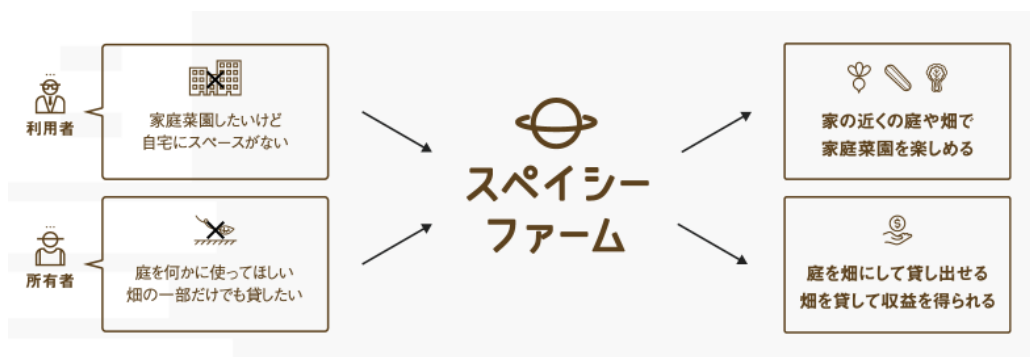 利用者
家庭菜園したいけど
自宅にスペースがない
所有者
庭を何かに使ってほしい
畑の一部だけでも貸したい
スペイシー
ファーム
家の近くの庭や畑で
家庭菜園を楽しめる
庭を畑にして貸し出せる
畑を貸して収益を得られる